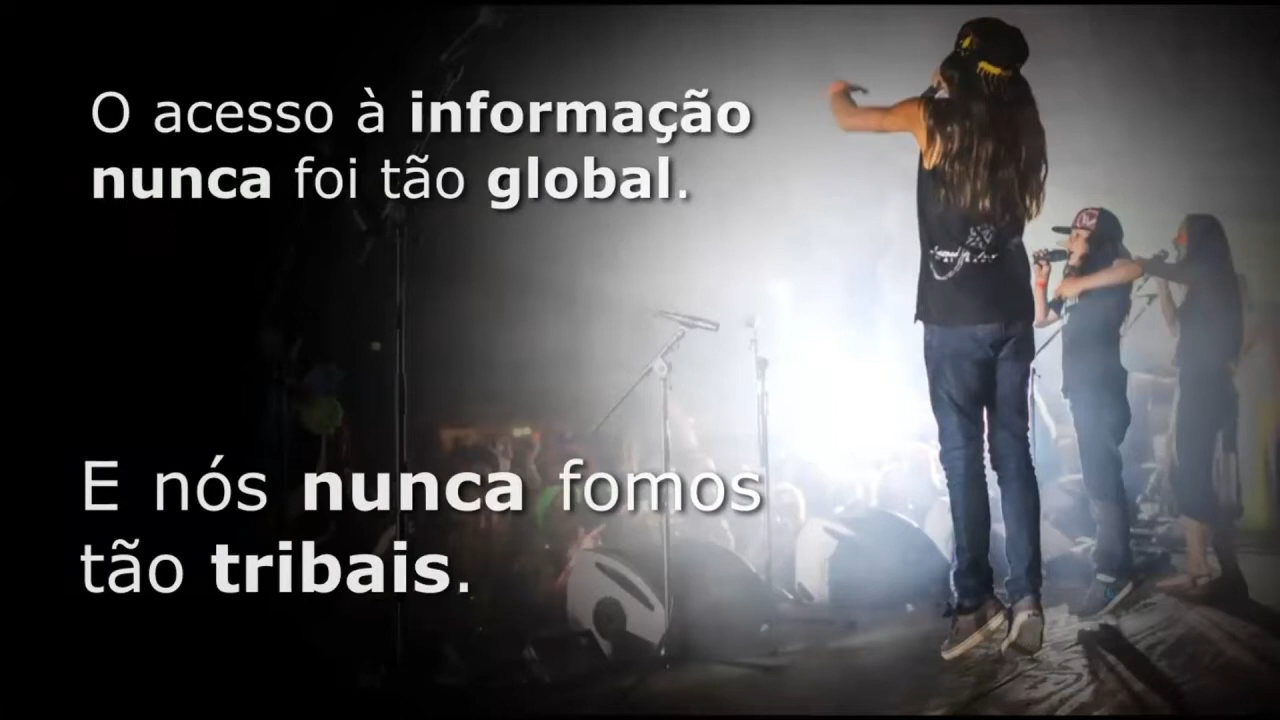 O acesso à informação
nunca foi tão global.
E nós nunca fomos
tão tribais.